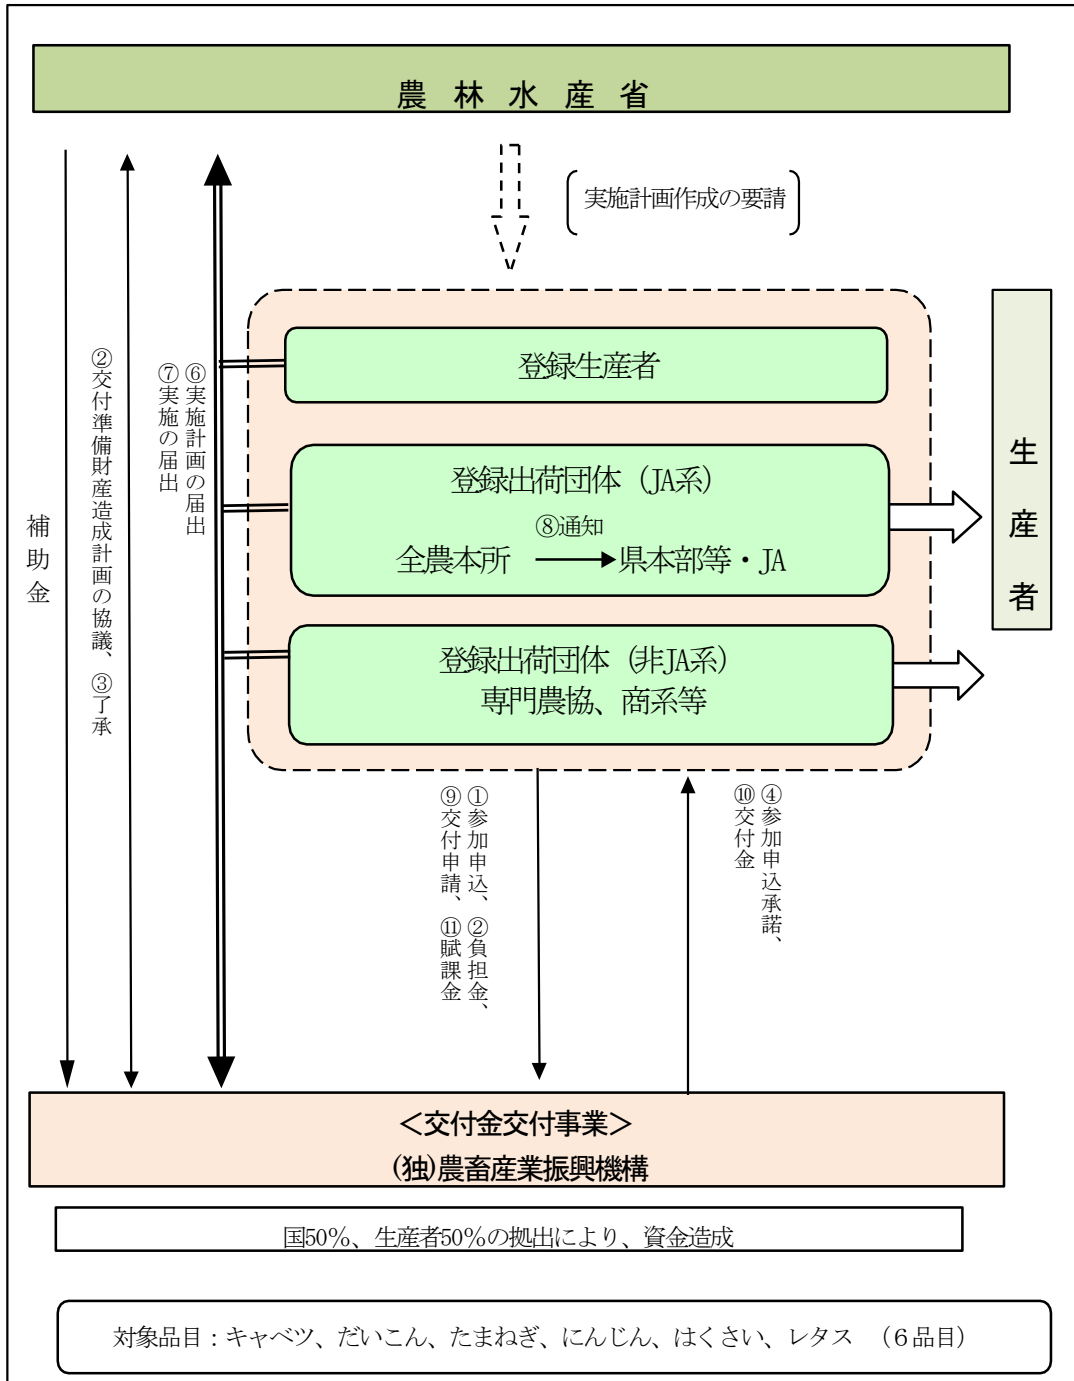 農林水産省
実施計画作成の要請
登録生産者
登録出荷団体（JA系）
⑧通知
全農本所
県本部等・JA
登録出荷団体（非JA系）
専門農協、商系等
生産者
補助金
②交付準備財産造成計画の協議、③了承
⑥実施計画の届出
⑦実施の届出
①参加申込、②負担金、
⑨交付申請、⑪賦課金
④参加申込承諾、
⑩交付金
＜交付金交付事業＞
(独)農畜産業振興機構
国50％、生産者50％の拠出により、資金造成
対象品目：キャベツ、だいこん、たまねぎ、にんじん、はくさい、レタス　（６品目）